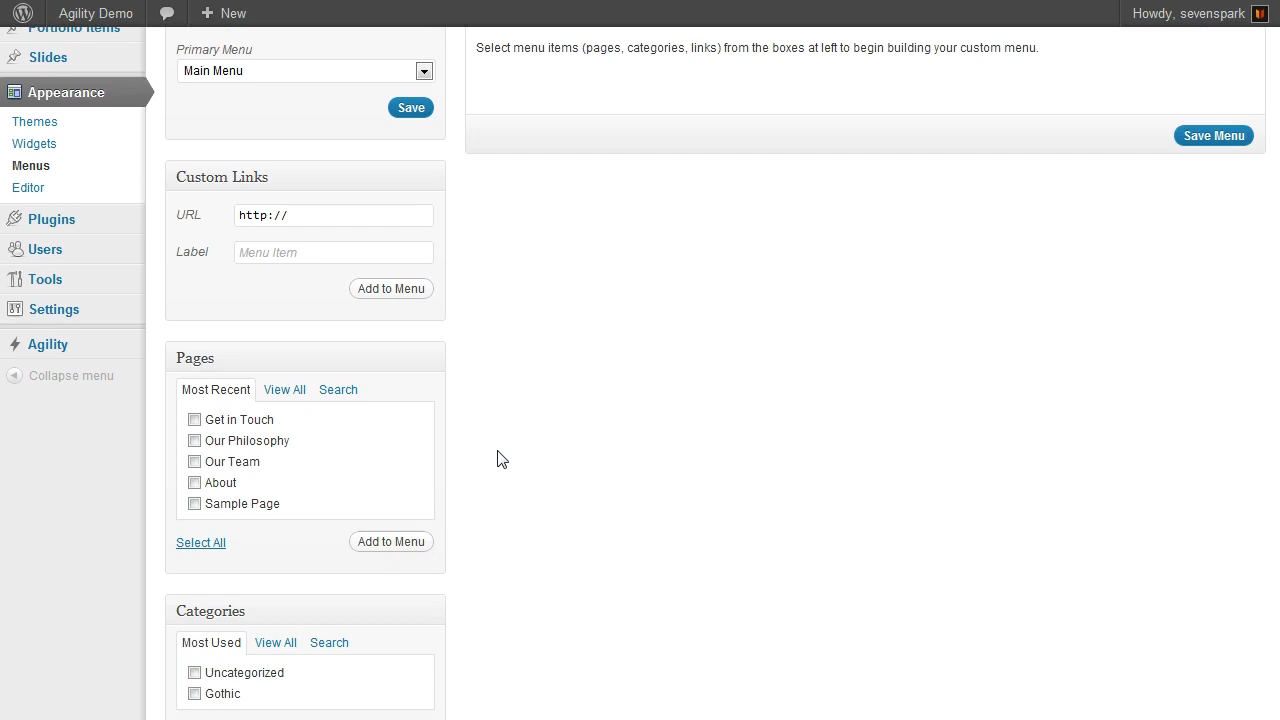 Agility Demo
New
Howdy, sevenspark
Portfolio Items
Slides
Appearance
Themes
Widgets
Menus
Editor
Plugins
Users
Tools
Settings
Agility
Collapse menu
Primary Menu
Main Menu
Save
Custom Links
URL http://
Label Menu Item
Add to Menu
Pages
Most Recent View All Search
Get in Touch
Our Philosophy
Our Team
About
Sample Page
Select All Add to Menu
Categories
Most Used View All Search
Uncategorized
Gothic
Select menu items (pages, categories, links) from the boxes at left to begin building your custom menu.
Save Menu